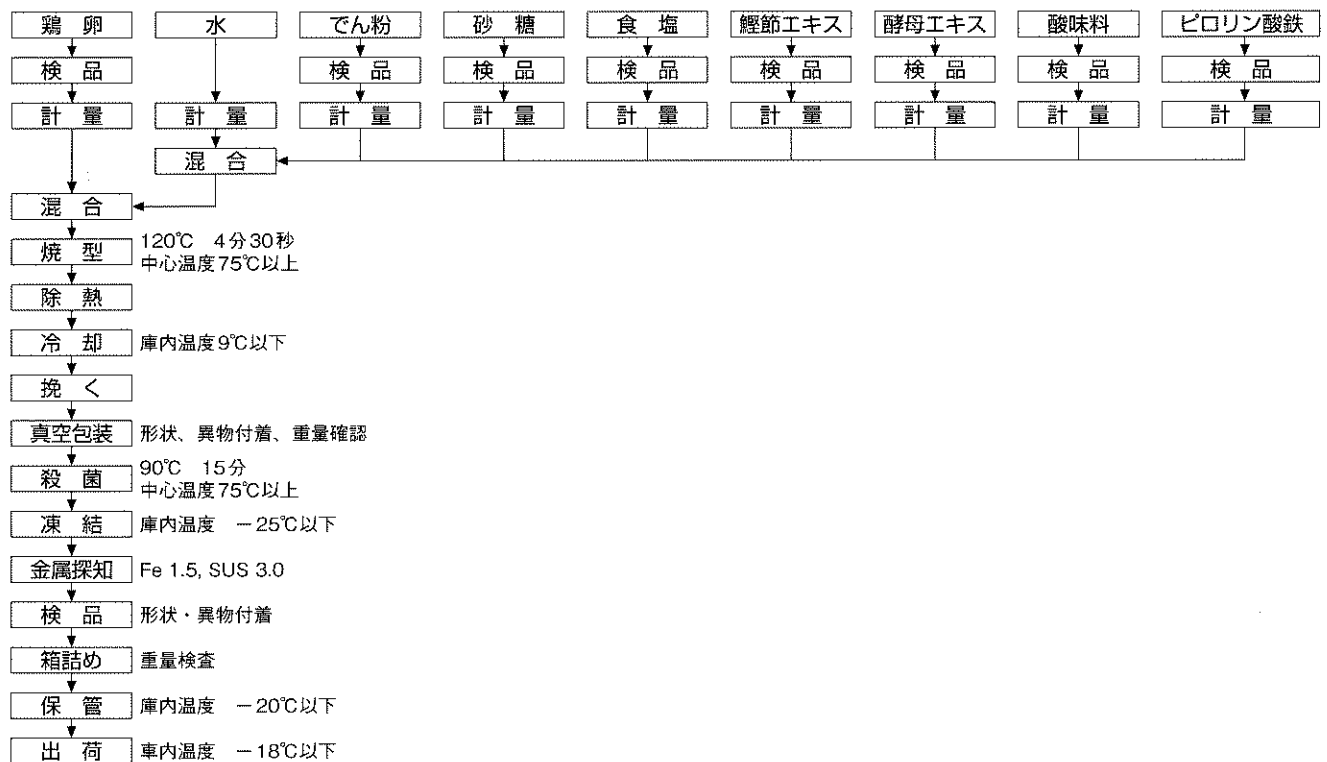 鶏卵 水 でん粉 砂糖 食塩 鰹節エキス 酵母エキス 酸味料 ピロリン酸鉄
検品 検品 検品 検品 検品 検品 検品 検品
計量 計量 計量 計量 計量 計量 計量 計量 計量
混合
混合
焼型 120℃ 4分30秒
中心温度75℃以上
除熱
冷却 庫内温度9℃以下
挽く
真空包装 形状、異物付着、重量確認
殺菌 90℃ 15分
中心温度75℃以上
凍結 庫内温度 −25℃以下
金属探知 Fe 1.5, SUS 3.0
検品 形状・異物付着
箱詰め 重量検査
保管 庫内温度 −20℃以下
出荷 車内温度 −18℃以下